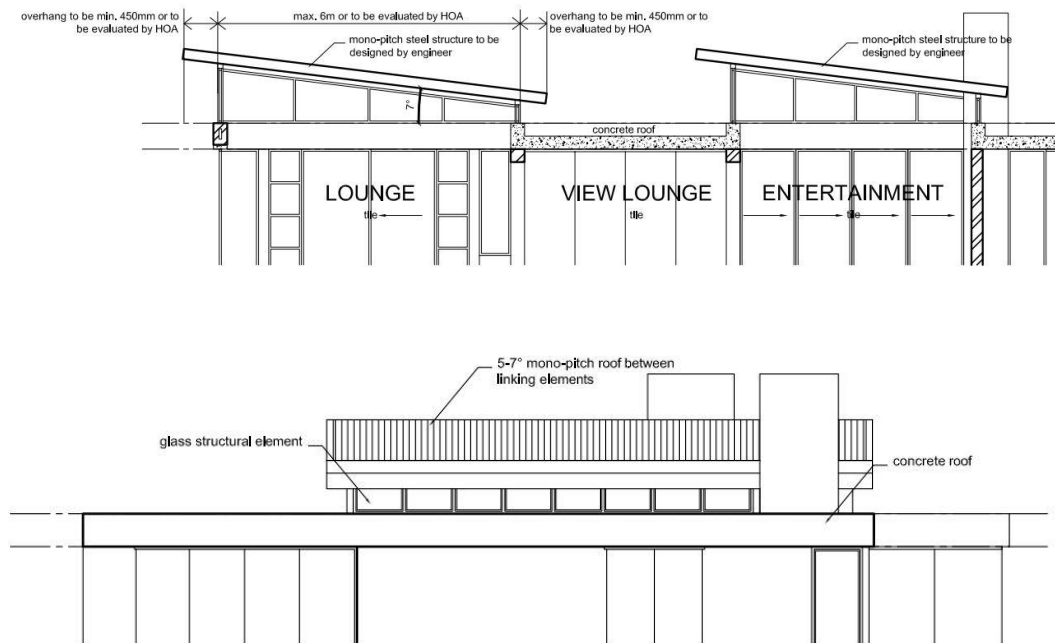 overhang to be min. 450mm or to
be evaluated by HOA
max. 6m or to be evaluated by HOA
overhang to be min. 450mm or to
be evaluated by HOA
mono-pitch steel structure to be
designed by engineer
mono-pitch steel structure to be
designed by engineer
7°
concrete roof
LOUNGE
tile
VIEW LOUNGE
tile
ENTERTAINMENT
tile
5-7° mono-pitch roof between
linking elements
glass structural element
concrete roof